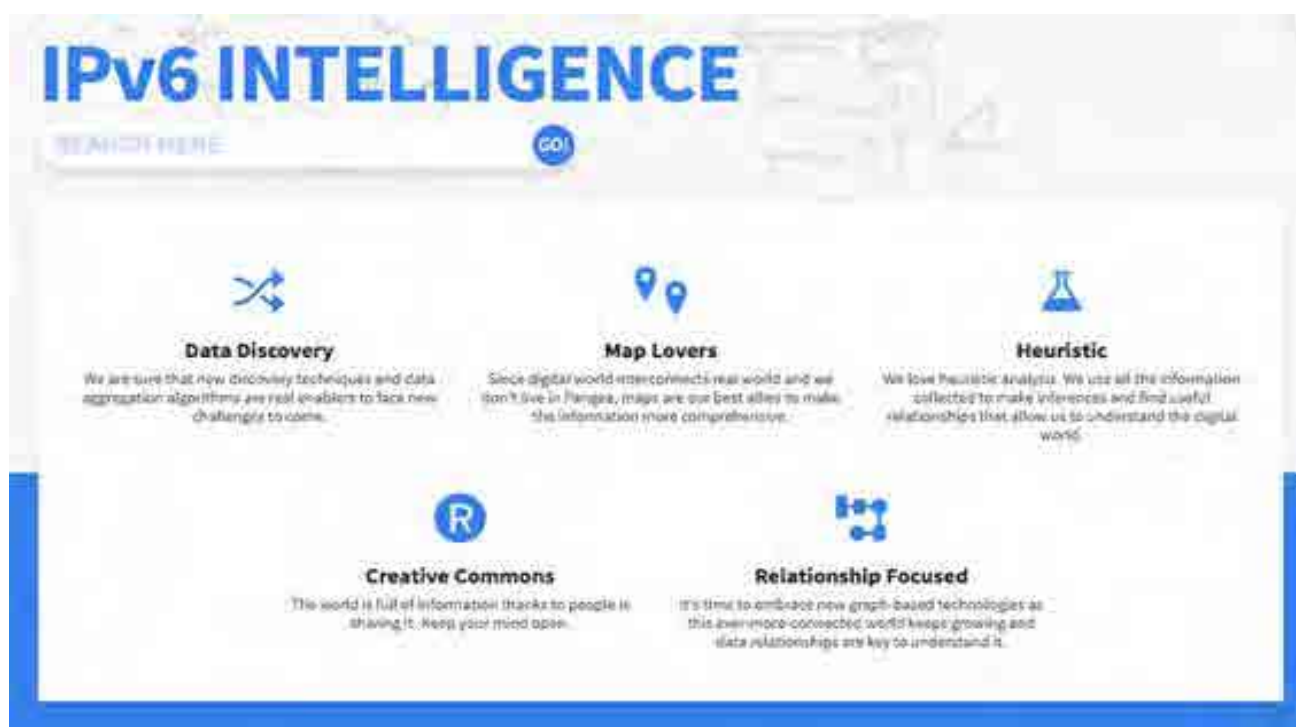 IPv6 INTELLIGENCE
SEARCH HERE
GO!
Data Discovery
We are sure that new discovery techniques and data
aggregation algorithms are real enablers to face new
challenges to come.
Map Lovers
Since digital world interconnects real world and we
don't live in Pangea, maps are our best allies to make
the information more comprehensive.
Heuristic
We love heuristic analysis. We use all the information
collected to make inferences and find useful
relationships that allow us to understand the digital
world.
R
Creative Commons
The world is full of information thanks to people is
sharing it. Keep your mind open.
Relationship Focused
It's time to embrace new graph-based technologies as
this ever-more-connected world keeps growing and
data relationships are key to understand it.